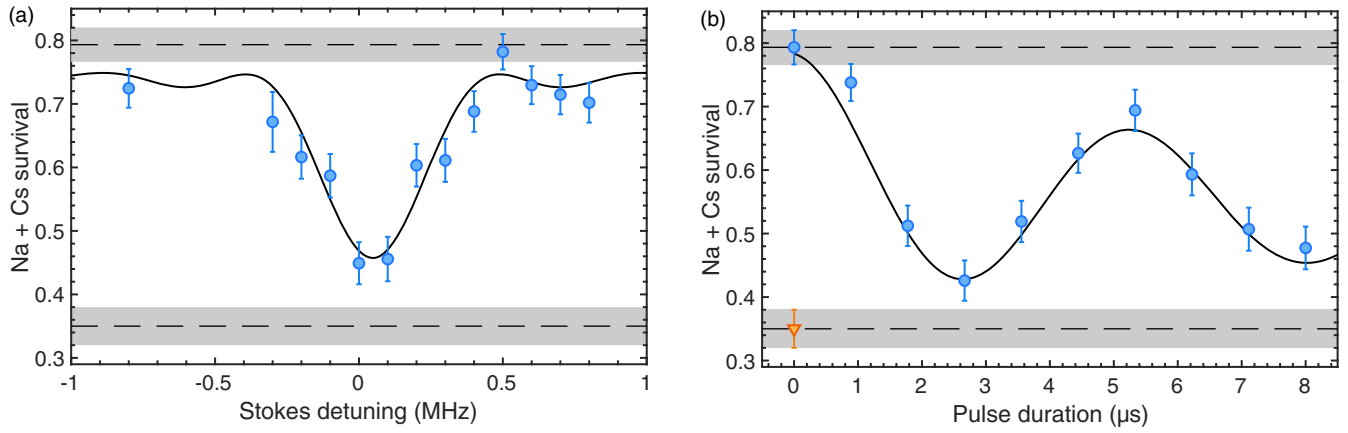 (a)
Na + Cs survival
0.8
0.7
0.6
0.5
0.4
0.3
-1 -0.5 0 0.5 1
Stokes detuning (MHz)
(b)
Na + Cs survival
0.8
0.7
0.6
0.5
0.4
0.3
0 1 2 3 4 5 6 7 8
Pulse duration (µs)